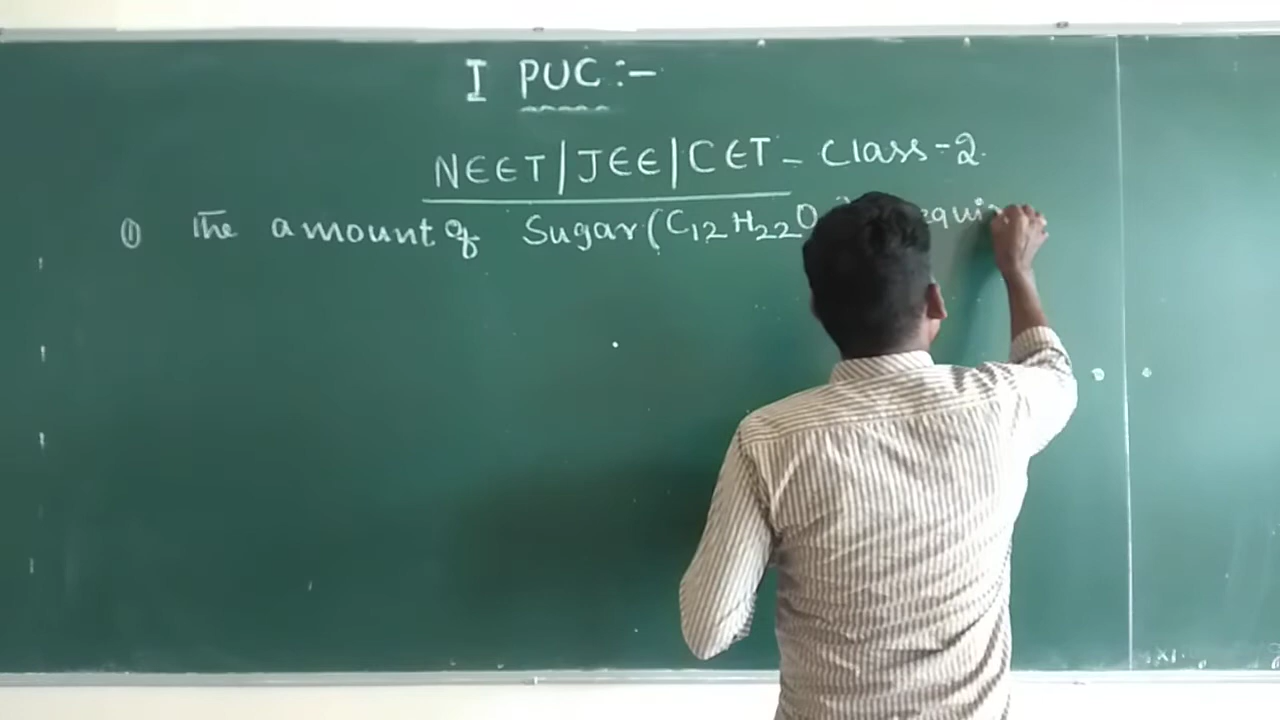 I PUC :-
NEET/JEE/CET - Class-2.
① The amount of Sugar (C12H22O